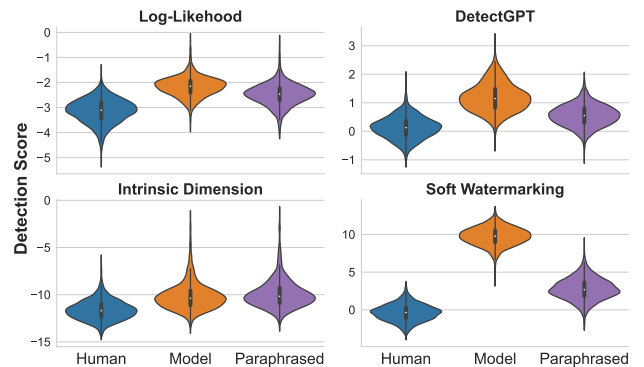 Log-Likehood
DetectGPT
0
−1
−2
−3
−4
−5
3
2
1
0
−1
Detection Score
Intrinsic Dimension
Soft Watermarking
0
−5
−10
−15
10
5
0
Human Model Paraphrased
Human Model Paraphrased